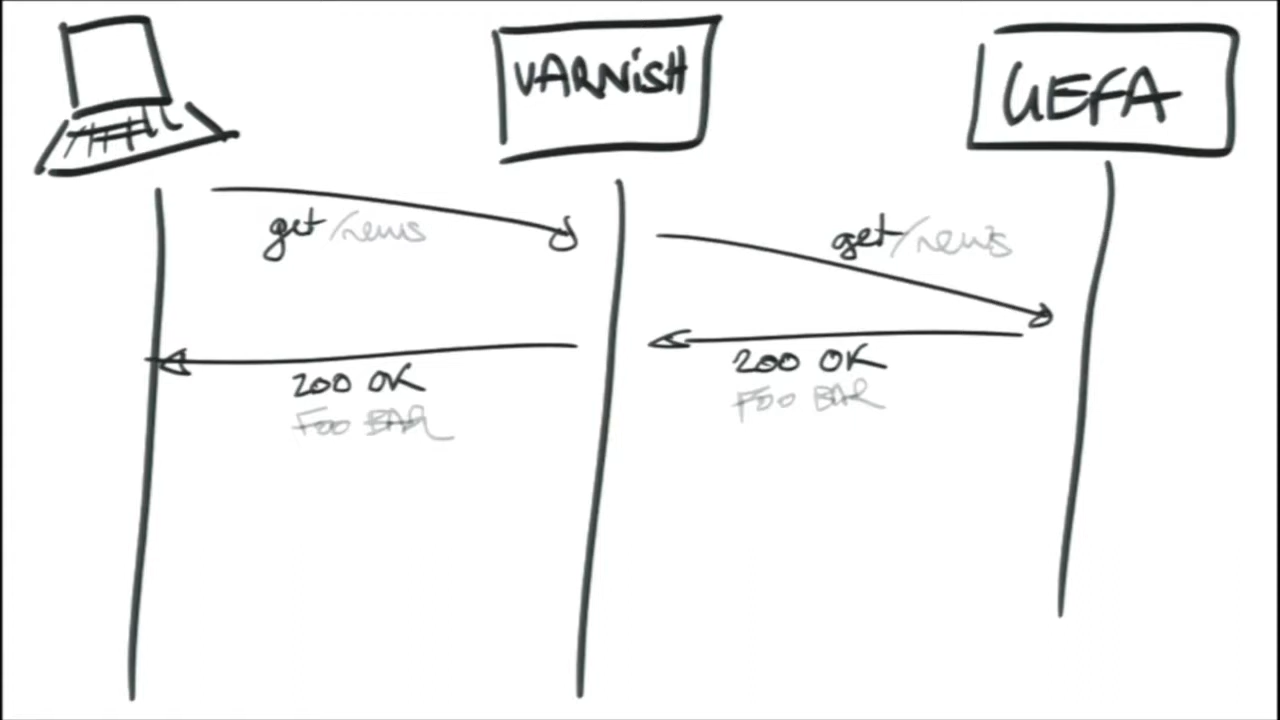 VARNiSH
UEFA
get /news
get /news
200 OK
Foo BAR
200 OK
Foo BAR